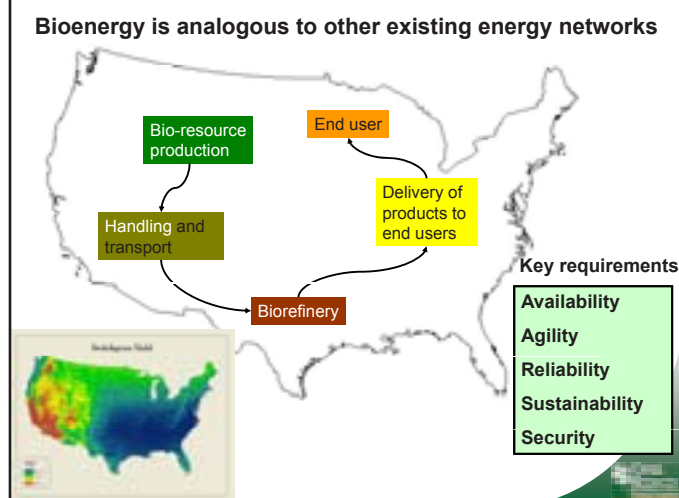 Bioenergy is analogous to other existing energy networks
Bio-resource
production
End user
Handling and
transport
Delivery of
products to
end users
Biorefinery
Key requirements
Availability
Agility
Reliability
Sustainability
Security